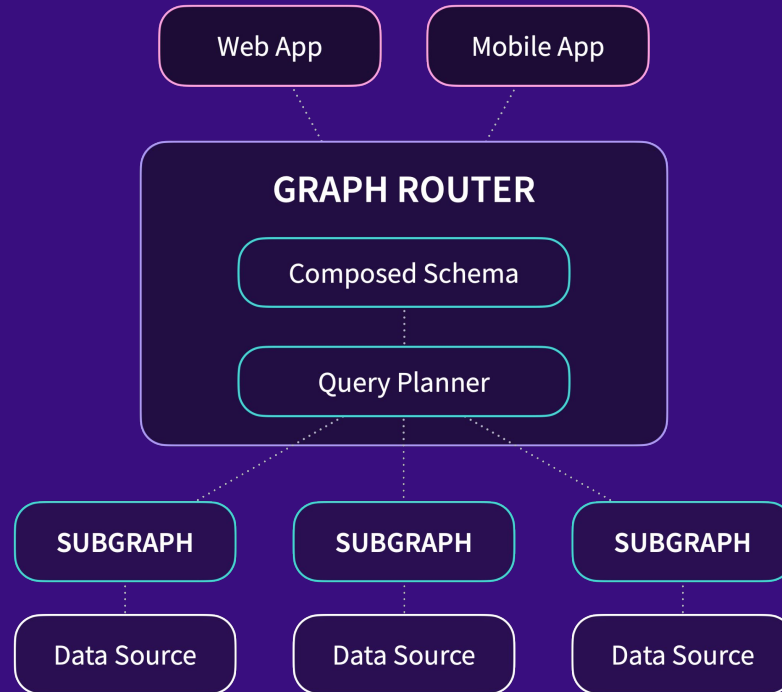 Web App
Mobile App
GRAPH ROUTER
Composed Schema
Query Planner
SUBGRAPH
SUBGRAPH
SUBGRAPH
Data Source
Data Source
Data Source